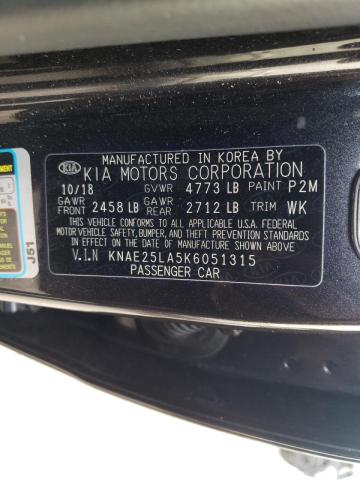 MANUFACTURED IN KOREA BY
KIA KIA MOTORS CORPORATION
10/18 GVWR 4773 LB PAINT P2M
GAWR FRONT 2458 LB GAWR REAR 2712 LB TRIM WK
THIS VEHICLE CONFORMS TO ALL APPLICABLE U.S.A. FEDERAL
MOTOR VEHICLE SAFETY, BUMPER, AND THEFT PREVENTION STANDARDS
IN EFFECT ON THE DATE OF MANUFACTURE SHOWN ABOVE
V.I.N KNAE25LA5K6051315
PASSENGER CAR
J51